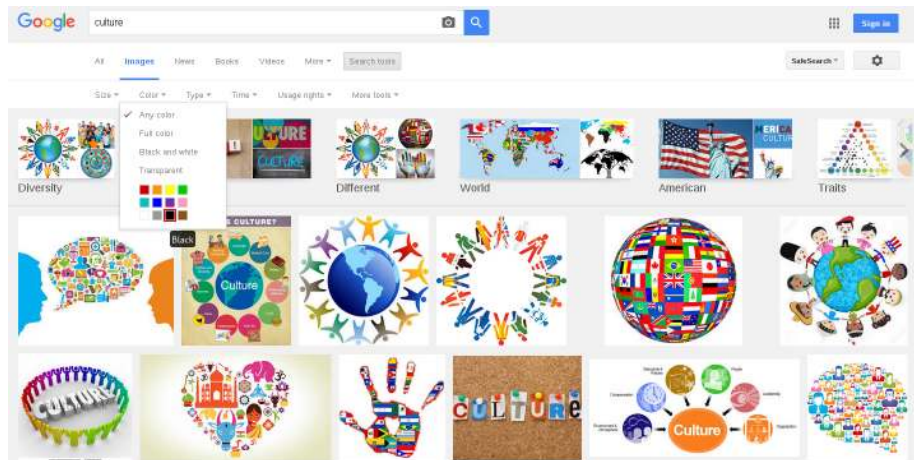 Google culture Sign in
All Images News Books Videos More Search tools SafeSearch
Size Color Type Time Usage rights More tools
Any color
Full color
Black and white
Transparent
Black
CULTURE
Diversity Different World American Traits
S CULTURE?
Culture
CULTURE
CULTURE
Culture